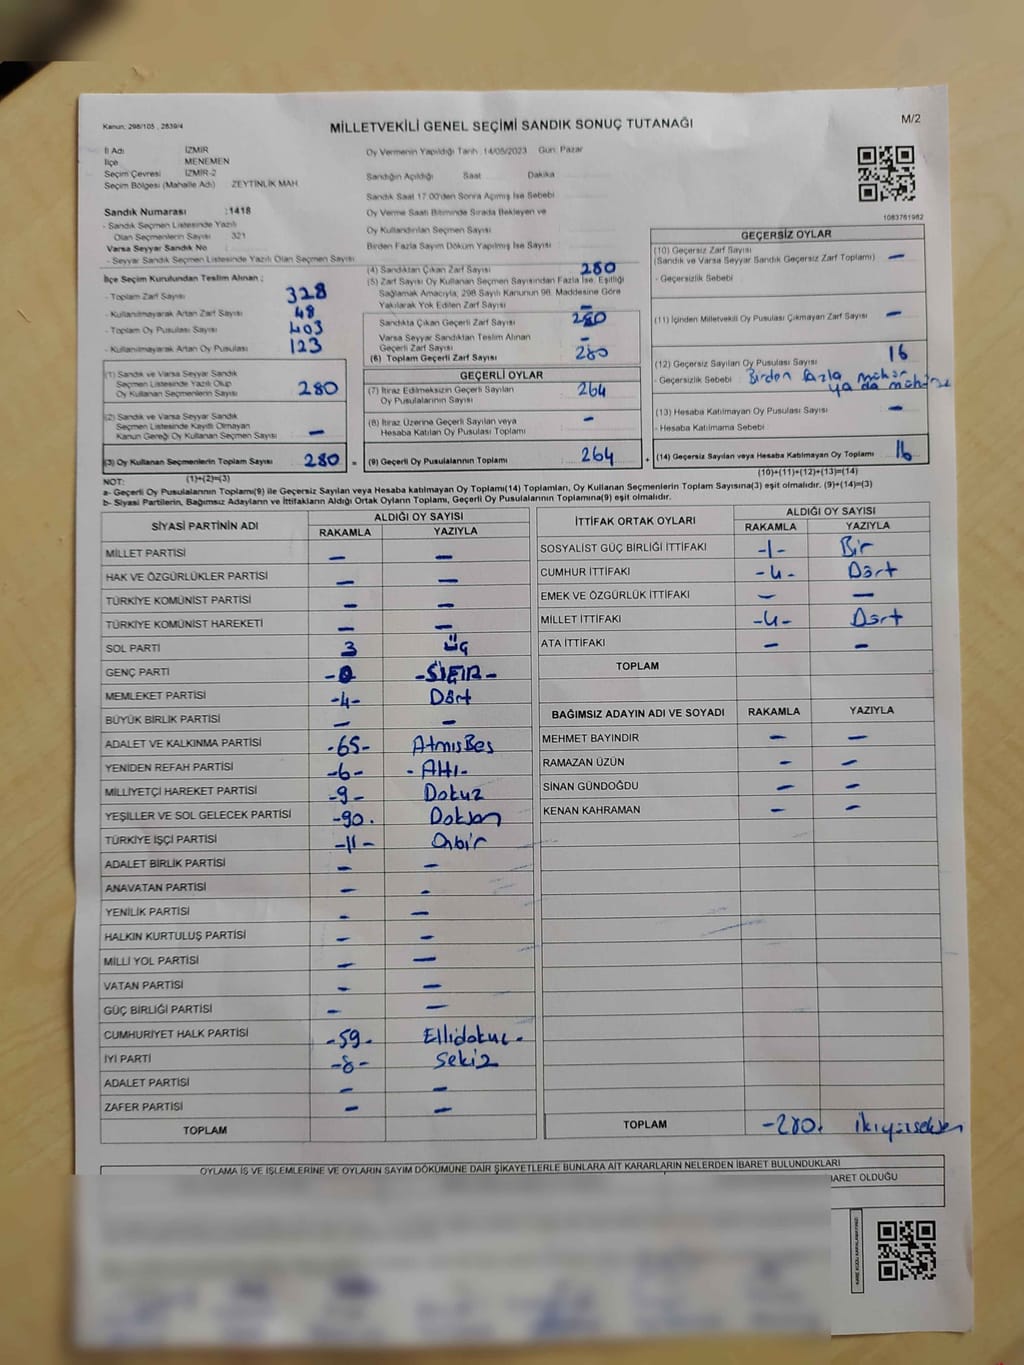 Kanun: 298/105 , 2839/4
MİLLETVEKİLİ GENEL SEÇİMİ SANDIK SONUÇ TUTANAĞI
M/2
İl Adı İZMİR
İlçe MENEMEN
Seçim Çevresi İZMİR-2
Seçim Bölgesi (Mahalle Adı) : ZEYTİNLİK MAH
Oy Vermenin Yapıldığı Tarih :14/05/2023 Gün: Pazar
Sandığın Açıldığı Saat Dakika
Sandık Saat 17.00'den Sonra Açılmış İse Sebebi
Oy Verme Saati Bitiminde Sırada Bekleyen ve
Oy Kullandırılan Seçmen Sayısı
Birden Fazla Sayım Döküm Yapılmış İse Sayısı
1083761982
Sandık Numarası :1418
- Sandık Seçmen Listesinde Yazılı
Olan Seçmenlerin Sayısı 321
Varsa Seyyar Sandık No
- Seyyar Sandık Seçmen Listesinde Yazılı Olan Seçmen Sayısı
İlçe Seçim Kurulundan Teslim Alınan ;
- Toplam Zarf Sayısı 328
- Kullanılmayarak Artan Zarf Sayısı 48
- Toplam Oy Pusulası Sayısı 403
- Kullanılmayarak Artan Oy Pusulası 123
(1) Sandık ve Varsa Seyyar Sandık
Seçmen Listesinde Yazılı Olup
Oy Kullanan Seçmenlerin Sayısı 280
(2) Sandık ve Varsa Seyyar Sandık
Seçmen Listesinde Kayıtlı Olmayan
Kanun Gereği Oy Kullanan Seçmen Sayısı -
(3) Oy Kullanan Seçmenlerin Toplam Sayısı 280 =
(4) Sandıktan Çıkan Zarf Sayısı 280
(5) Zarf Sayısı Oy Kullanan Seçmen Sayısından Fazla İse, Eşitliği
Sağlamak Amacıyla, 298 Sayılı Kanunun 98. Maddesine Göre
Yakılarak Yok Edilen Zarf Sayısı -
Sandıkta Çıkan Geçerli Zarf Sayısı 280
Varsa Seyyar Sandıktan Teslim Alınan
Geçerli Zarf Sayısı -
(6) Toplam Geçerli Zarf Sayısı 280
GEÇERLİ OYLAR
(7) İtiraz Edilmeksizin Geçerli Sayılan
Oy Pusulalarının Sayısı 264
(8) İtiraz Üzerine Geçerli Sayılan veya
Hesaba Katılan Oy Pusulası Toplamı -
(9) Geçerli Oy Pusulalarının Toplamı 264 +
GEÇERSİZ OYLAR
(10) Geçersiz Zarf Sayısı
(Sandık ve Varsa Seyyar Sandık Geçersiz Zarf Toplamı) -
- Geçersizlik Sebebi
(11) İçinden Milletvekili Oy Pusulası Çıkmayan Zarf Sayısı -
(12) Geçersiz Sayılan Oy Pusulası Sayısı 16
- Geçersizlik Sebebi Birden fazla mühür
ya da mühürsüz
(13) Hesaba Katılmayan Oy Pusulası Sayısı -
- Hesaba Katılmama Sebebi
(14) Geçersiz Sayılan veya Hesaba Katılmayan Oy Toplamı 16
NOT: (1)+(2)=(3)
(10)+(11)+(12)+(13)=(14)
a- Geçerli Oy Pusulaları Toplamı(9) ile Geçersiz Sayılan veya Hesaba katılmayan Oy Toplamı(14) Toplamları, Oy Kullanan Seçmenlerin Toplam Sayısına(3) eşit olmalıdır. (9)+(14)=(3)
b- Siyasi Partilerin, Bağımsız Adayların ve İttifakların Aldığı Ortak Oyların Toplamı, Geçerli Oy Pusulalarının Toplamına(9) eşit olmalıdır.
SİYASİ PARTİNİN ADI ALDIĞI OY SAYISI
RAKAMLA YAZIYLA
MİLLET PARTİSİ - -
HAK VE ÖZGÜRLÜKLER PARTİSİ - -
TÜRKİYE KOMÜNİST PARTİSİ - -
TÜRKİYE KOMÜNİST HAREKETİ - -
SOL PARTİ 3 Üç
GENÇ PARTİ -0 -SIFIR-
MEMLEKET PARTİSİ -4- Dört
BÜYÜK BİRLİK PARTİSİ - -
ADALET VE KALKINMA PARTİSİ -65- AtmışBeş
YENİDEN REFAH PARTİSİ -6- -Altı-
MİLLİYETÇİ HAREKET PARTİSİ -9- Dokuz
YEŞİLLER VE SOL GELECEK PARTİSİ -90. Doksan
TÜRKİYE İŞÇİ PARTİSİ -11- Onbir
ADALET BİRLİK PARTİSİ - -
ANAVATAN PARTİSİ - -
YENİLİK PARTİSİ - -
HALKIN KURTULUŞ PARTİSİ - -
MİLLİ YOL PARTİSİ - -
VATAN PARTİSİ - -
GÜÇ BİRLİĞİ PARTİSİ - -
CUMHURİYET HALK PARTİSİ -59- Ellidokuz-
İYİ PARTİ -8- Sekiz
ADALET PARTİSİ - -
ZAFER PARTİSİ - -
TOPLAM
İTTİFAK ORTAK OYLARI ALDIĞI OY SAYISI
RAKAMLA YAZIYLA
SOSYALİST GÜÇ BİRLİĞİ İTTİFAKI -1- Bir
CUMHUR İTTİFAKI -4- Dört
EMEK VE ÖZGÜRLÜK İTTİFAKI - -
MİLLET İTTİFAKI -4- Dört
ATA İTTİFAKI - -
TOPLAM
BAĞIMSIZ ADAYIN ADI VE SOYADI RAKAMLA YAZIYLA
MEHMET BAYINDIR - -
RAMAZAN ÜZÜN - -
SİNAN GÜNDOĞDU - -
KENAN KAHRAMAN - -
TOPLAM -280. ikiyüzseksen
OYLAMA İŞ VE İŞLEMLERİNE VE OYLARIN SAYIM DÖKÜMÜNE DAİR ŞİKAYETLERLE BUNLARA AİT KARARLARIN NELERDEN İBARET BULUNDUKLARI
BARET OLDUĞU